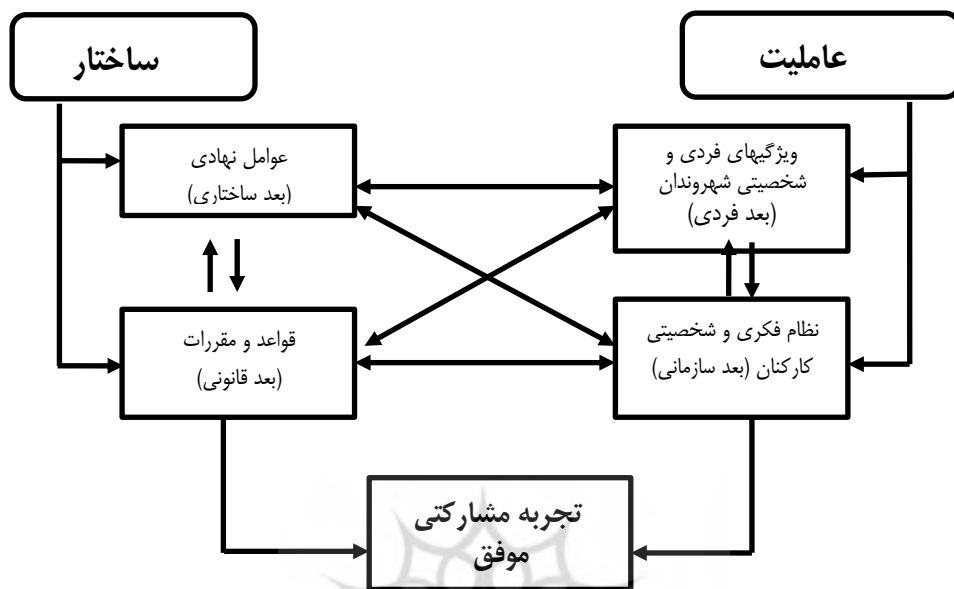 عاملیت
ساختار
ویژگیهای فردی و
شخصیتی شهروندان
(بعد فردی)
عوامل نهادی
(بعد ساختاری)
نظام فکری و شخصیتی
کارکنان (بعد سازمانی)
قواعد و مقررات
(بعد قانونی)
تجربه مشارکتی
موفق